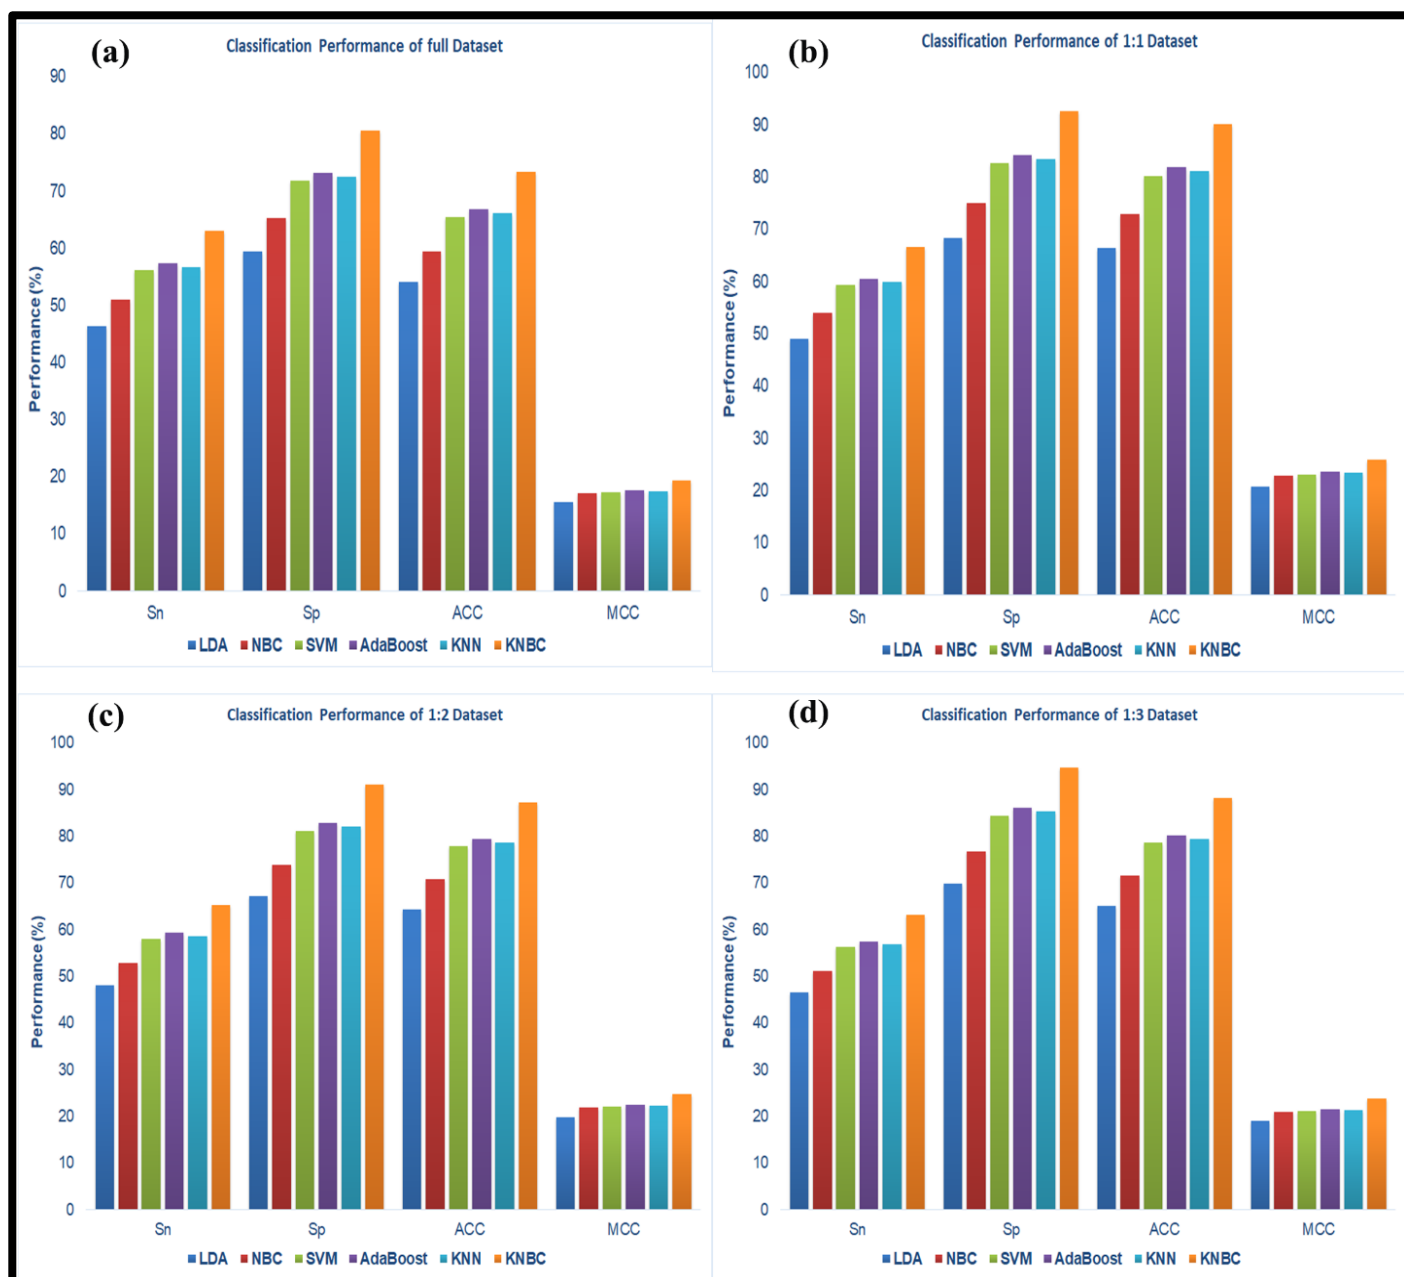 (a)
Classification Performance of full Dataset
90
80
70
60
50
40
30
20
10
0
Performance (%)
Sn Sp ACC MCC
LDA NBC SVM AdaBoost KNN KNBC
(b)
Classification Performance of 1:1 Dataset
100
90
80
70
60
50
40
30
20
10
0
Performance (%)
Sn Sp ACC MCC
LDA NBC SVM AdaBoost KNN KNBC
(c)
Classification Performance of 1:2 Dataset
100
90
80
70
60
50
40
30
20
10
0
Performance (%)
Sn Sp ACC MCC
LDA NBC SVM AdaBoost KNN KNBC
(d)
Classification Performance of 1:3 Dataset
100
90
80
70
60
50
40
30
20
10
0
Performance (%)
Sn Sp ACC MCC
LDA NBC SVM AdaBoost KNN KNBC